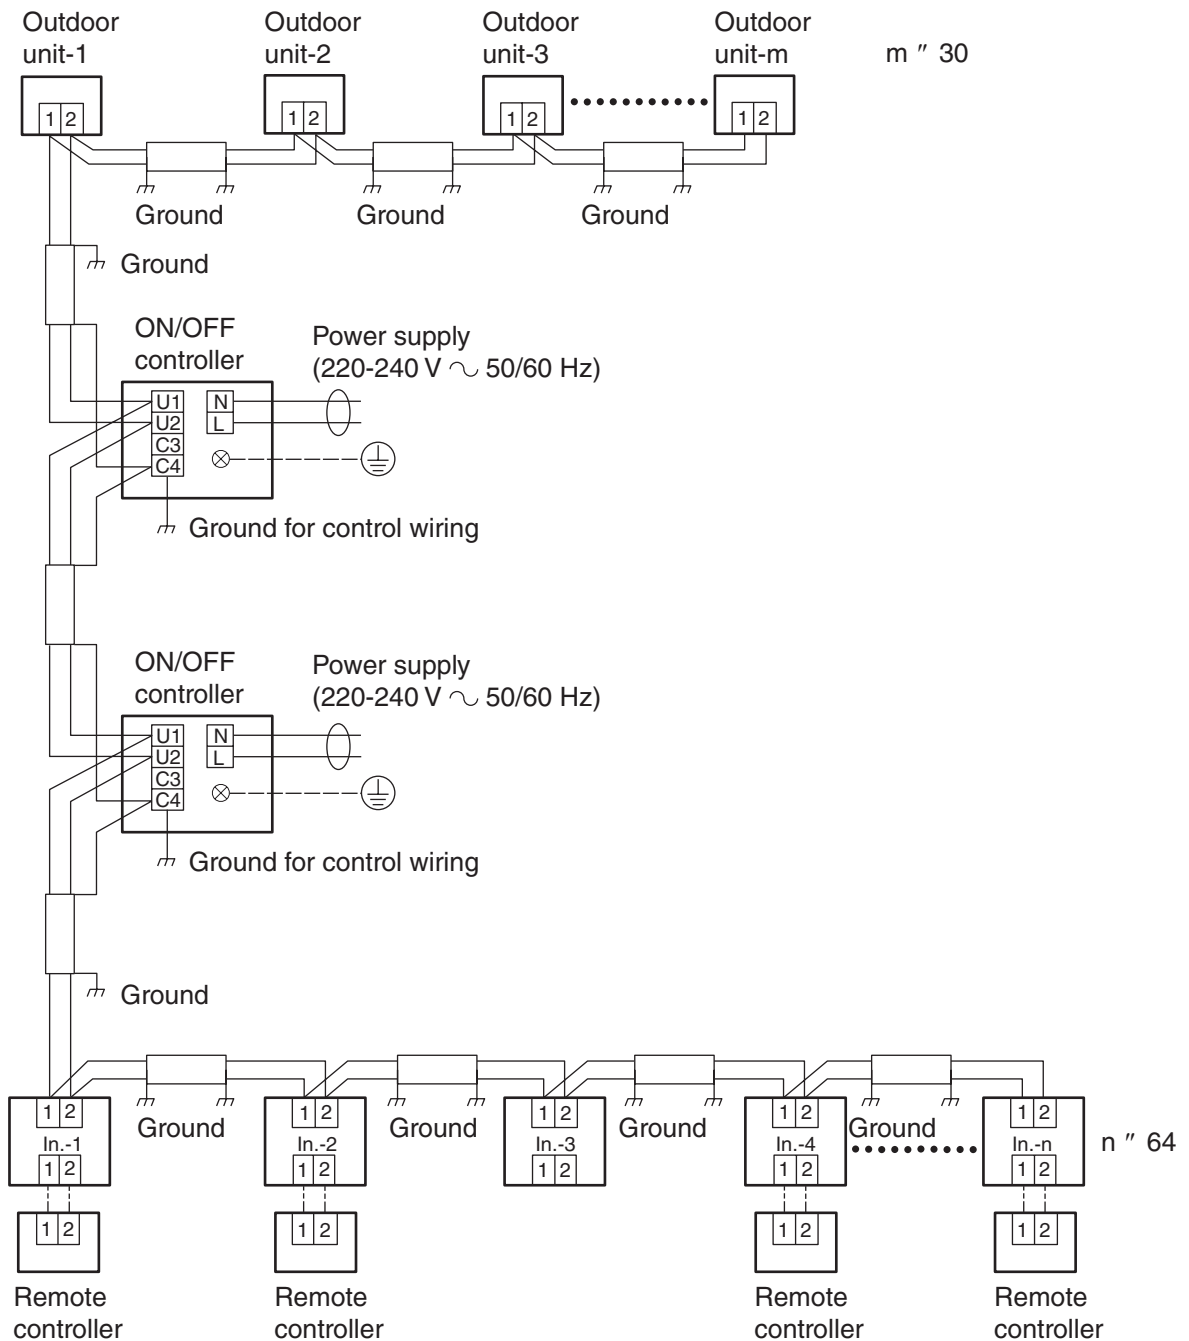 Outdoor
unit-1
Outdoor
unit-2
Outdoor
unit-3
Outdoor
unit-m
m ″ 30
1 2
1 2
1 2
1 2
Ground
Ground
Ground
Ground
ON/OFF
controller
Power supply
(220-240 V ～ 50/60 Hz)
U1
U2
C3
C4
N
L
Ground for control wiring
ON/OFF
controller
Power supply
(220-240 V ～ 50/60 Hz)
U1
U2
C3
C4
N
L
Ground for control wiring
Ground
1 2
In.-1
1 2
Ground
1 2
In.-2
1 2
Ground
1 2
In.-3
1 2
Ground
1 2
In.-4
1 2
Ground
1 2
In.-n
1 2
n ″ 64
1 2
1 2
1 2
1 2
Remote
controller
Remote
controller
Remote
controller
Remote
controller